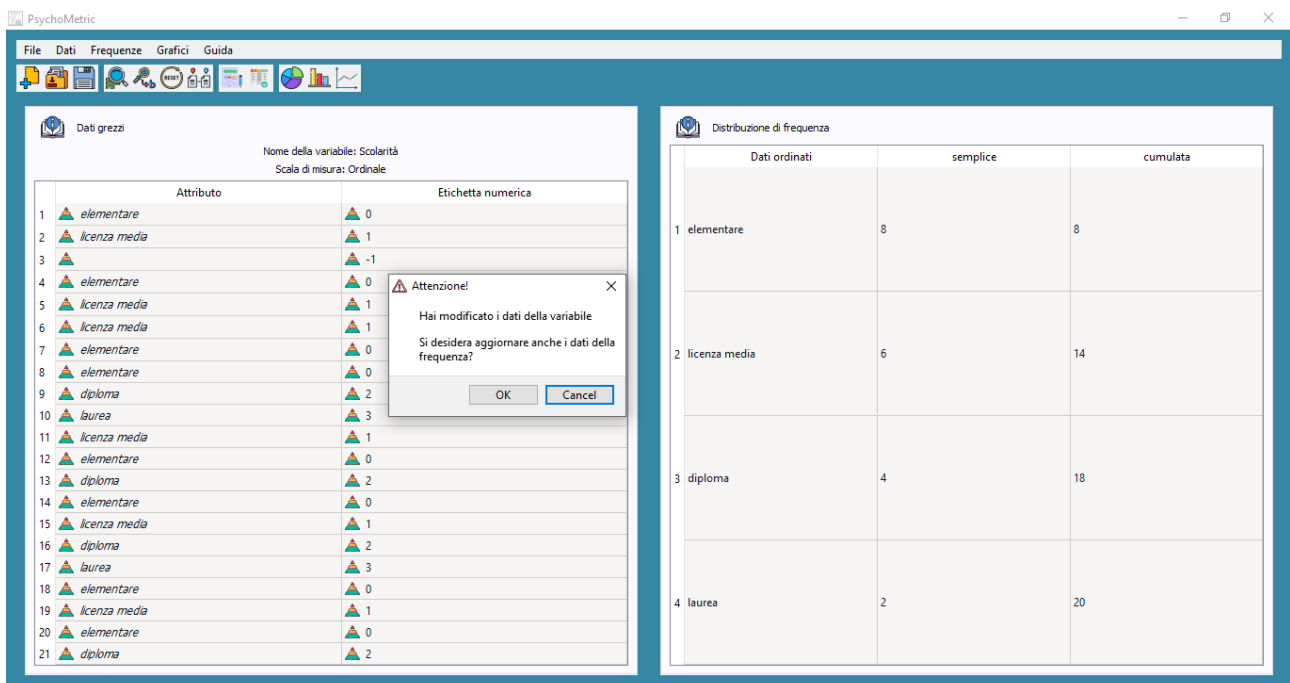 PsychoMetric
File Dati Frequenze Grafici Guida
RESET
Dati grezzi
Nome della variabile: Scolarità
Scala di misura: Ordinale
Attributo Etichetta numerica
1 elementare 0
2 licenza media 1
3 -1
4 elementare 0
5 licenza media 1
6 licenza media 1
7 elementare 0
8 elementare 0
9 diploma 2
10 laurea 3
11 licenza media 1
12 elementare 0
13 diploma 2
14 elementare 0
15 licenza media 1
16 diploma 2
17 laurea 3
18 elementare 0
19 licenza media 1
20 elementare 0
21 diploma 2
Attenzione!
Hai modificato i dati della variabile
Si desidera aggiornare anche i dati della
frequenza?
OK Cancel
Distribuzione di frequenza
Dati ordinati semplice cumulata
1 elementare 8 8
2 licenza media 6 14
3 diploma 4 18
4 laurea 2 20